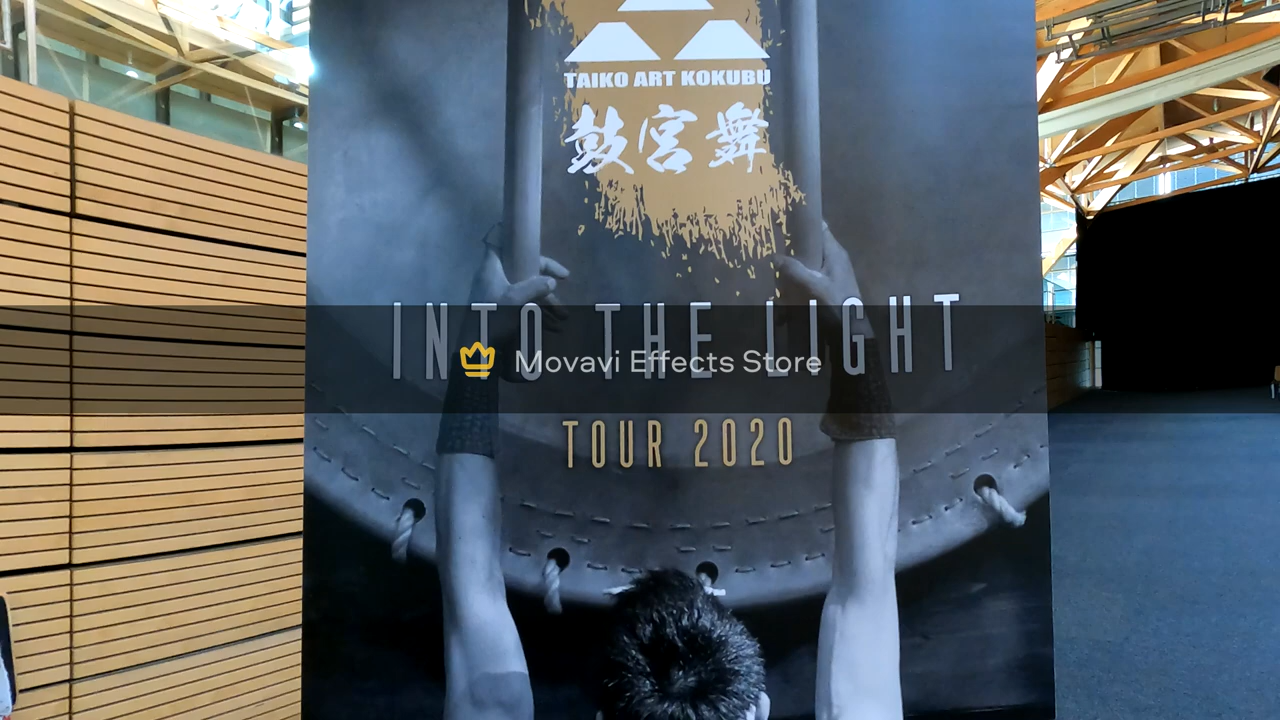 TAIKO ART KOKUBU
鼓宮舞
INTO THE LIGHT
Movavi Effects Store
TOUR 2020